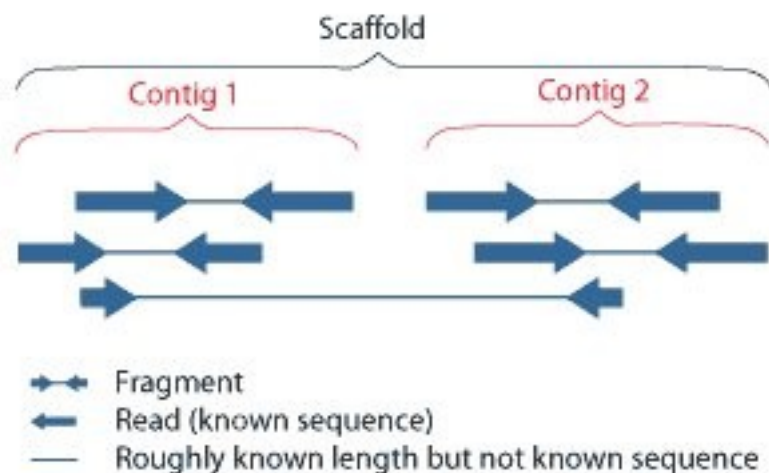 Scaffold
Contig 1
Contig 2
Fragment
Read (known sequence)
Roughly known length but not known sequence